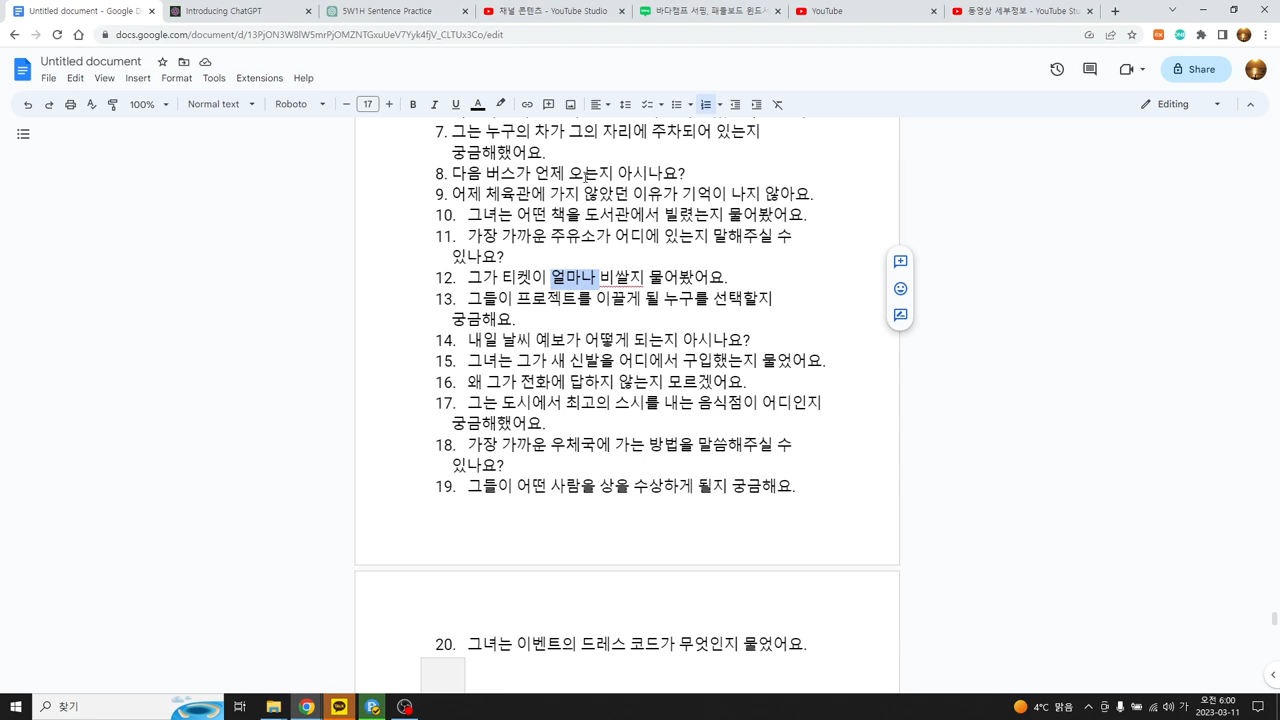 Untitled document - Google D
Introducing ChatGPT
5W1H Sentence Practice
채널 콘텐츠 - YouTube Studio
바다캠프 서핑, 패들보드 윈드서
YouTube
동영상 세부정보 - YouTube Stu
docs.google.com/document/d/13PjON3W8lW5mrPjOMZNTGxuUeV7Yyk4fjV_CLTUx3Co/edit
Untitled document
File Edit View Insert Format Tools Extensions Help
Share
100% Normal text Roboto 17 B I U A Editing
7. 그는 누구의 차가 그의 자리에 주차되어 있는지
궁금해했어요.
8. 다음 버스가 언제 오는지 아시나요?
9. 어제 체육관에 가지 않았던 이유가 기억이 나지 않아요.
10. 그녀는 어떤 책을 도서관에서 빌렸는지 물어봤어요.
11. 가장 가까운 주유소가 어디에 있는지 말해주실 수
있나요?
12. 그가 티켓이 얼마나 비쌀지 물어봤어요.
13. 그들이 프로젝트를 이끌게 될 누구를 선택할지
궁금해요.
14. 내일 날씨 예보가 어떻게 되는지 아시나요?
15. 그녀는 그가 새 신발을 어디에서 구입했는지 물었어요.
16. 왜 그가 전화에 답하지 않는지 모르겠어요.
17. 그는 도시에서 최고의 스시를 내는 음식점이 어디인지
궁금해했어요.
18. 가장 가까운 우체국에 가는 방법을 말씀해주실 수
있나요?
19. 그들이 어떤 사람을 상을 수상하게 될지 궁금해요.
20. 그녀는 이벤트의 드레스 코드가 무엇인지 물었어요.
찾기
4°C 맑음
가
오전 6:00
2023-03-11